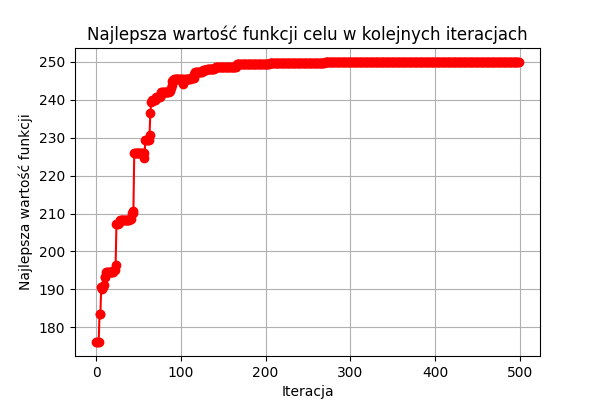 Najlepsza wartość funkcji celu w kolejnych iteracjach
Najlepsza wartość funkcji
250
240
230
220
210
200
190
180
0 100 200 300 400 500
Iteracja